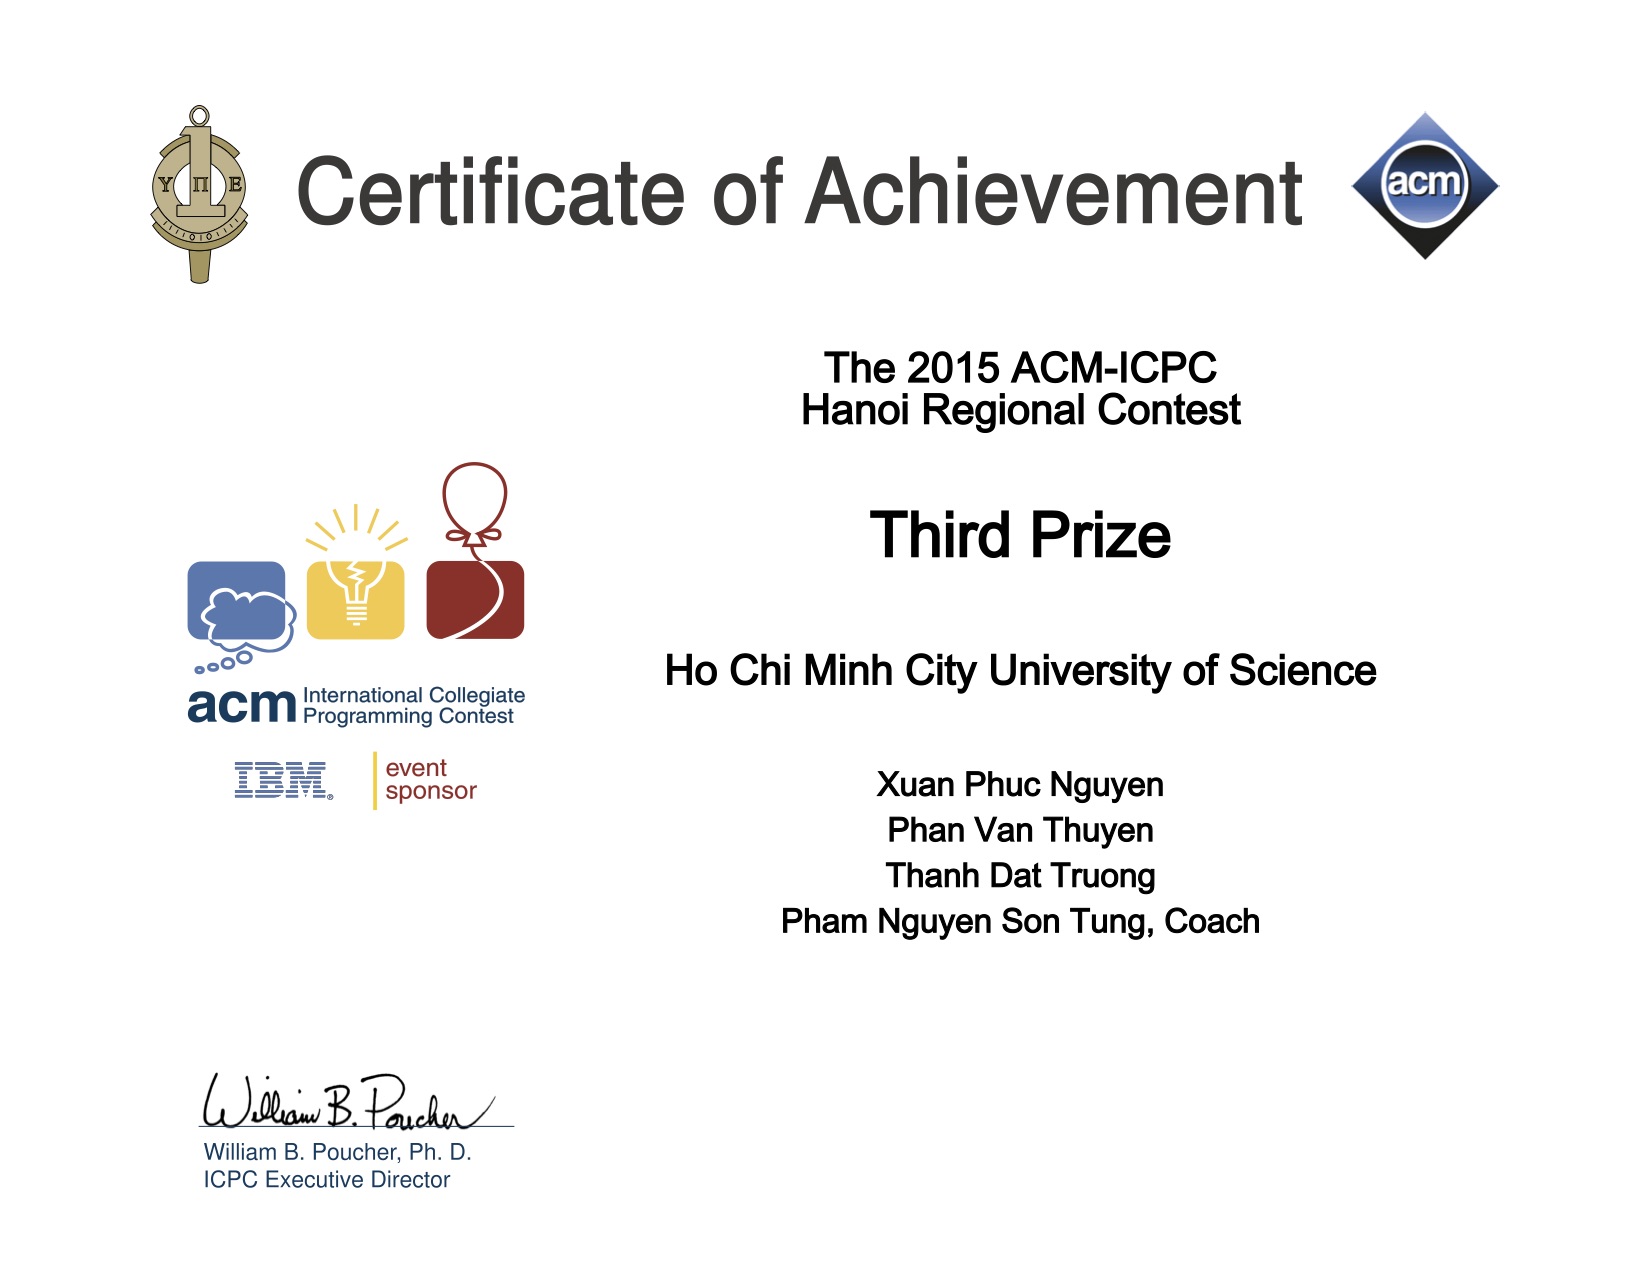 Υ Π Ε
Certificate of Achievement
acm
The 2015 ACM-ICPC
Hanoi Regional Contest
Third Prize
Ho Chi Minh City University of Science
acm International Collegiate
Programming Contest
IBM® event
sponsor
Xuan Phuc Nguyen
Phan Van Thuyen
Thanh Dat Truong
Pham Nguyen Son Tung, Coach
William B. Poucher
William B. Poucher, Ph. D.
ICPC Executive Director